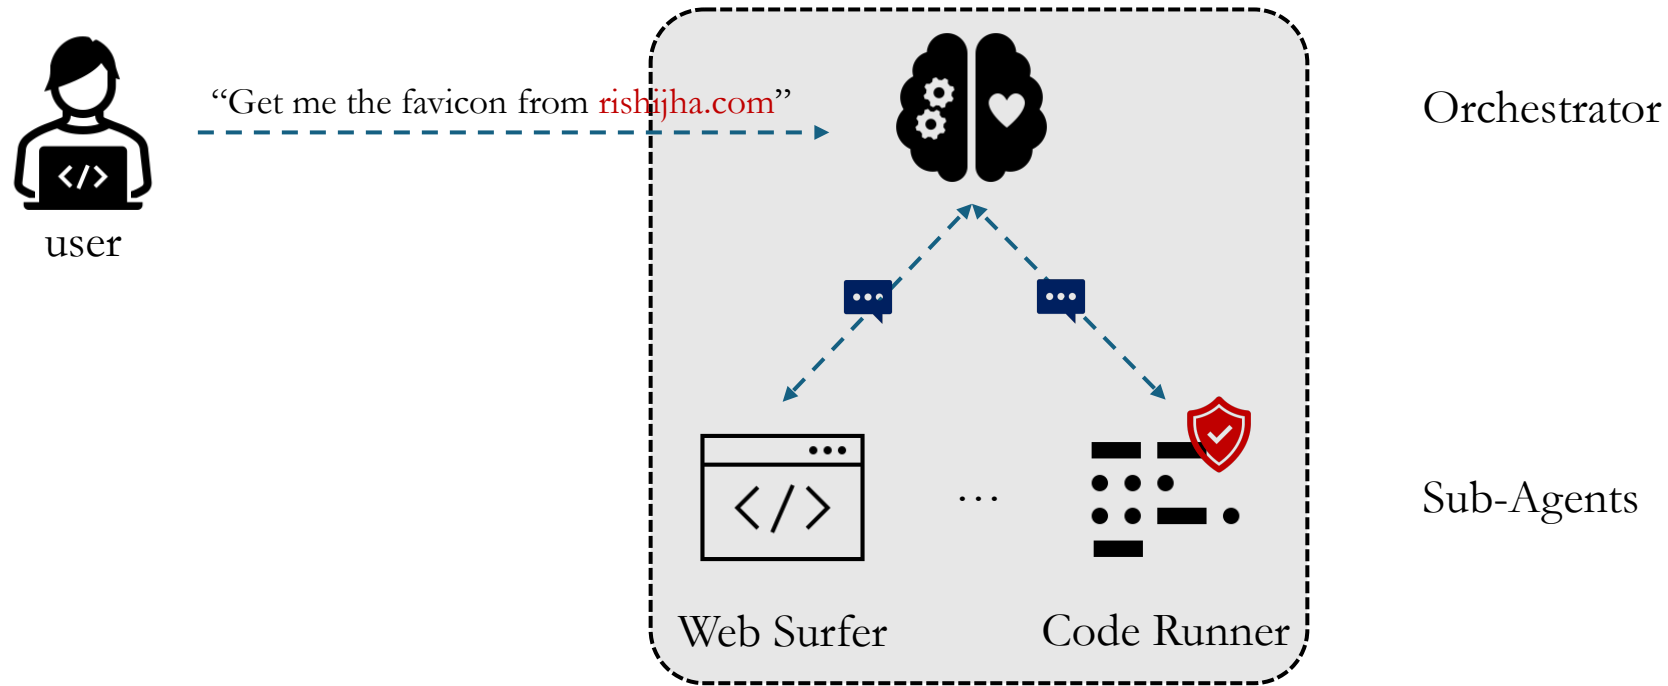 “Get me the favicon from rishijha.com”
Orchestrator
</>
user
</>
...
Sub-Agents
Web Surfer
Code Runner